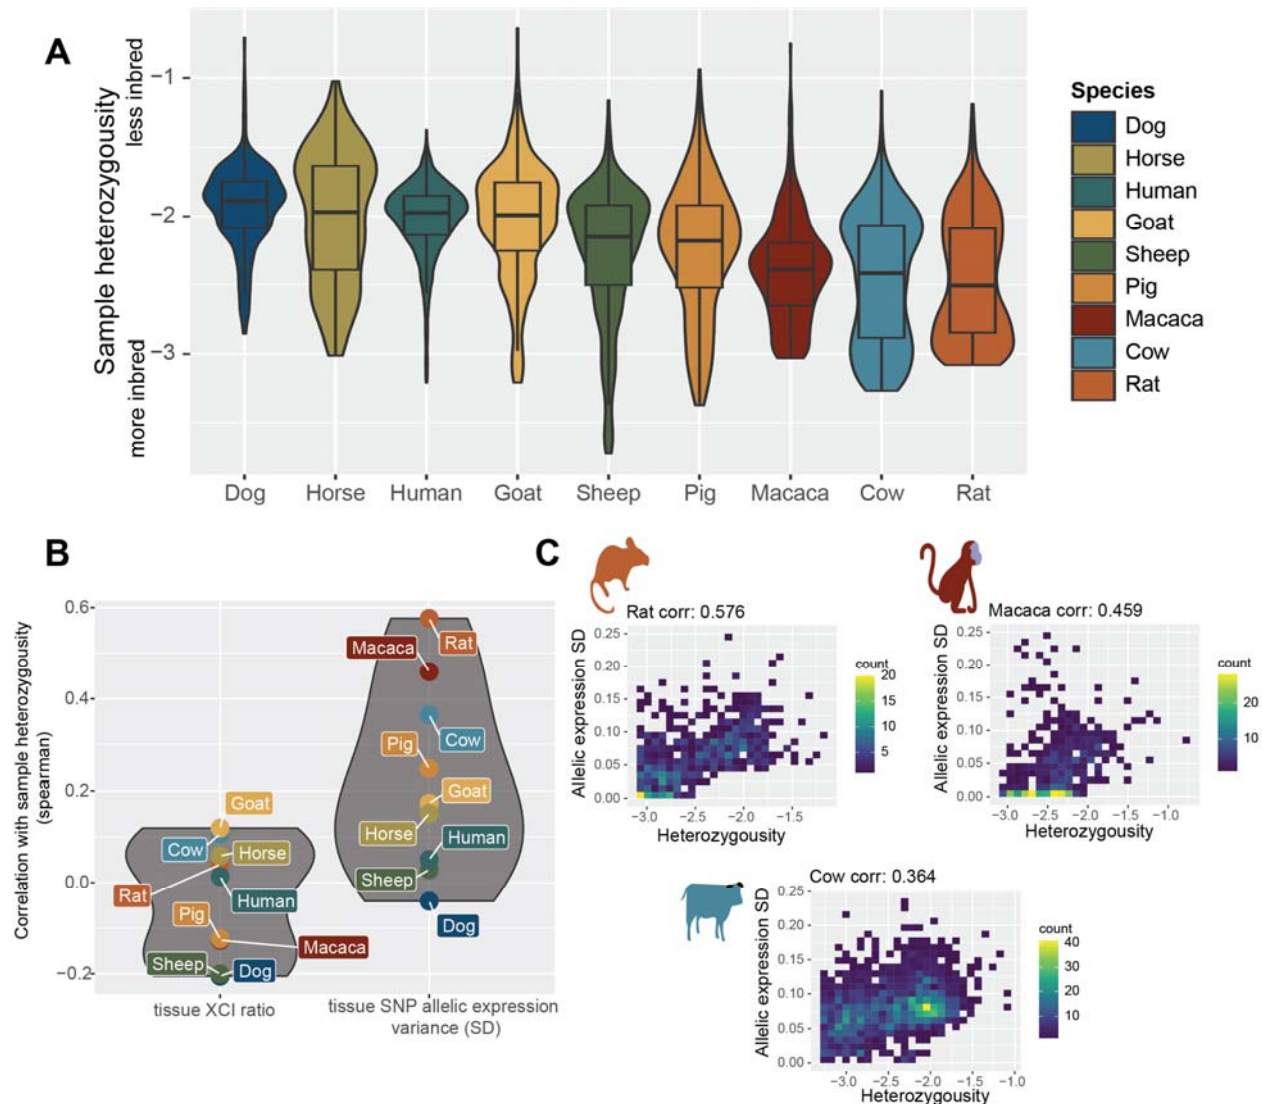 A
Sample heterozygousity
less inbred
more inbred
−1
−2
−3
Dog Horse Human Goat Sheep Pig Macaca Cow Rat
Species
Dog
Horse
Human
Goat
Sheep
Pig
Macaca
Cow
Rat
B
Correlation with sample heterozygousity
(spearman)
0.6
0.4
0.2
0.0
−0.2
Goat
Cow
Horse
Rat
Human
Pig
Macaca
Sheep
Dog
Rat
Macaca
Cow
Pig
Goat
Horse
Human
Sheep
Dog
tissue XCI ratio
tissue SNP allelic expression
variance (SD)
C
Rat corr: 0.576
Allelic expression SD
0.25
0.20
0.15
0.10
0.05
0.00
−3.0 −2.5 −2.0 −1.5
Heterozygousity
count
20
15
10
5
Macaca corr: 0.459
Allelic expression SD
0.25
0.20
0.15
0.10
0.05
0.00
−3.0 −2.5 −2.0 −1.5 −1.0
Heterozygousity
count
20
10
Cow corr: 0.364
Allelic expression SD
0.25
0.20
0.15
0.10
0.05
0.00
−3.0 −2.5 −2.0 −1.5 −1.0
Heterozygousity
count
40
30
20
10